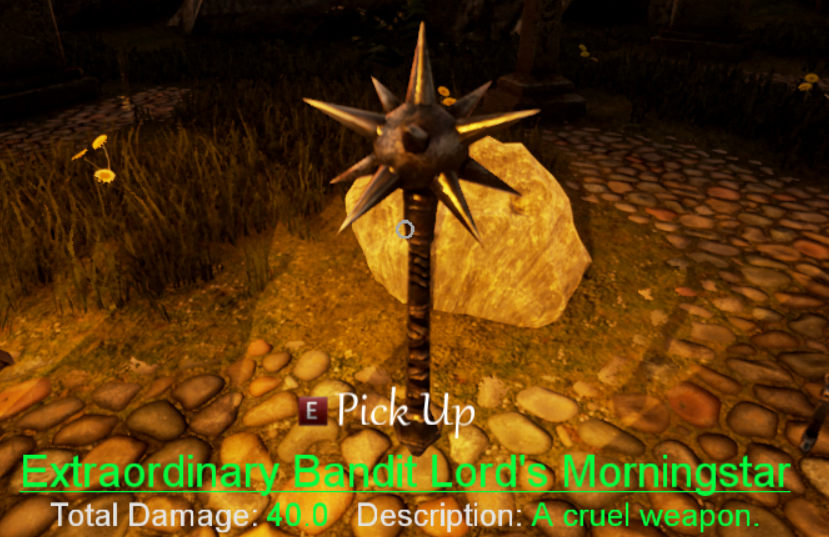 E Pick Up
Extraordinary Bandit Lord's Morningstar
Total Damage: 40.0 Description: A cruel weapon.